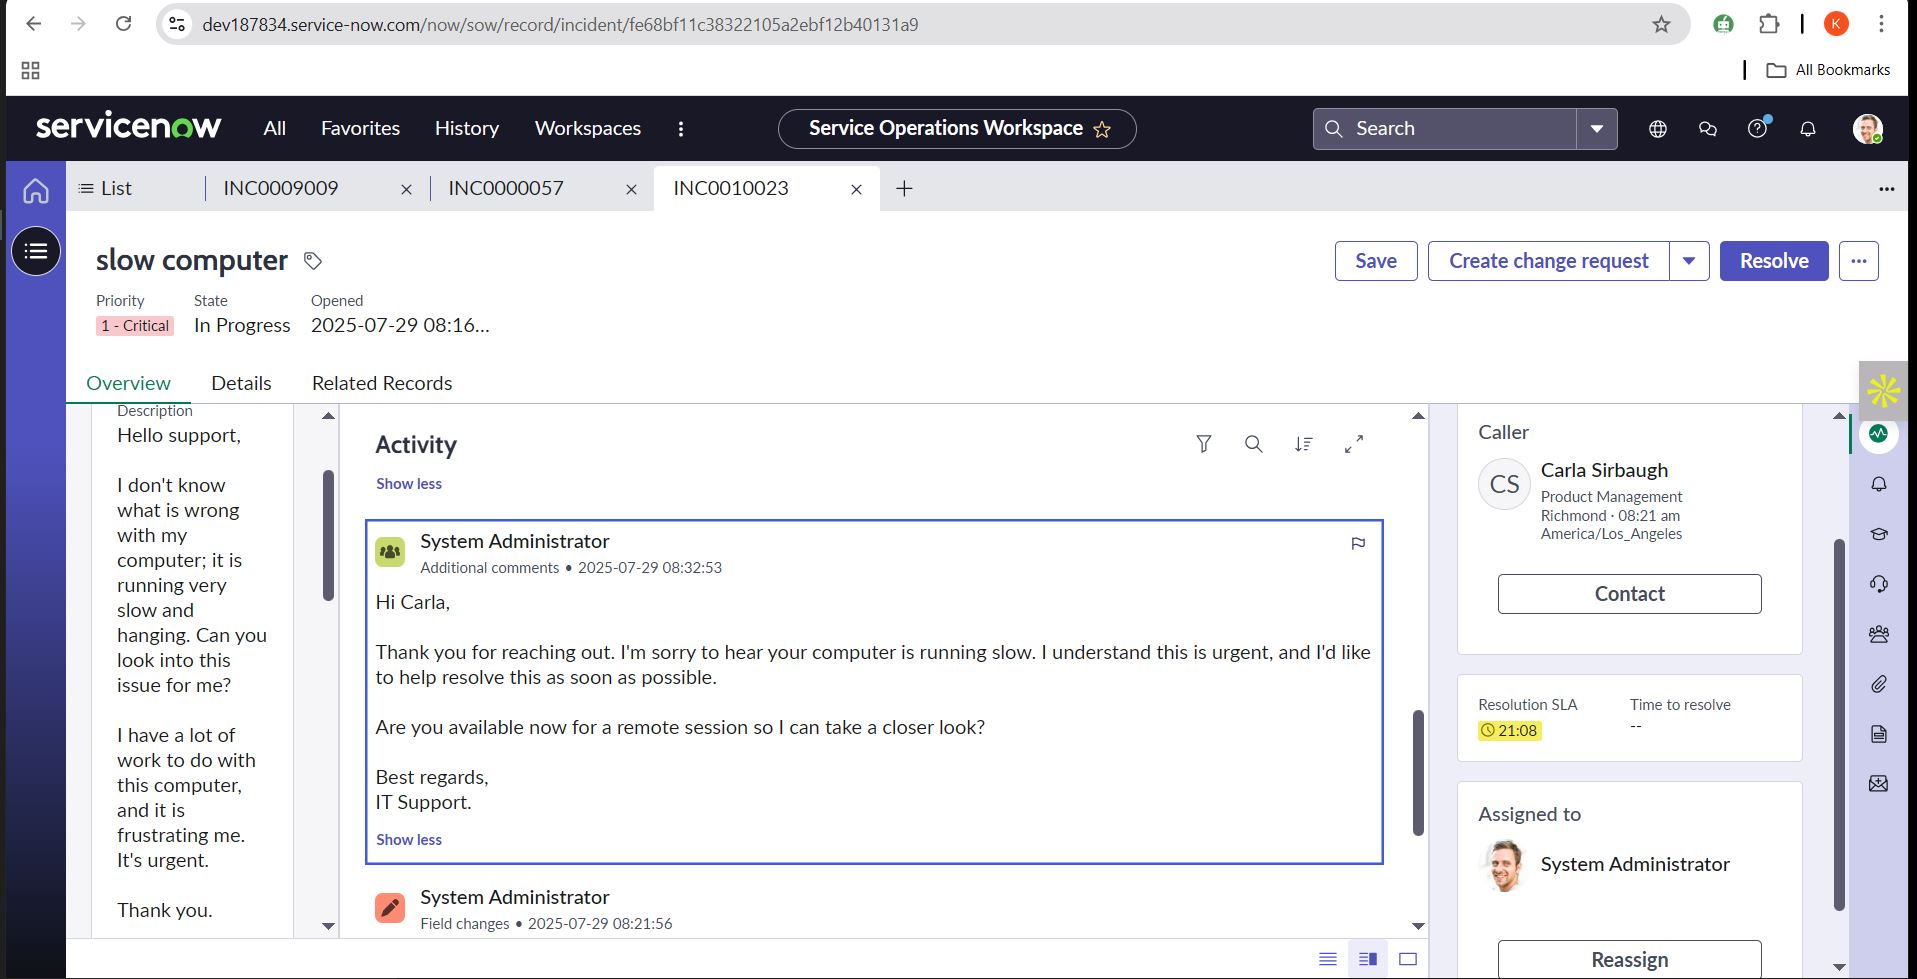 dev187834.service-now.com/now/sow/record/incident/fe68bf11c38322105a2ebf12b40131a9
K
All Bookmarks
servicenow
All
Favorites
History
Workspaces
Service Operations Workspace
Search
List
INC0009009
INC0000057
INC0010023
slow computer
Save
Create change request
Resolve
Priority
State
Opened
1 - Critical
In Progress
2025-07-29 08:16...
Overview
Details
Related Records
Description
Hello support,
I don't know
what is wrong
with my
computer; it is
running very
slow and
hanging. Can you
look into this
issue for me?
I have a lot of
work to do with
this computer,
and it is
frustrating me.
It's urgent.
Thank you.
Activity
Show less
System Administrator
Additional comments • 2025-07-29 08:32:53
Hi Carla,
Thank you for reaching out. I'm sorry to hear your computer is running slow. I understand this is urgent, and I'd like
to help resolve this as soon as possible.
Are you available now for a remote session so I can take a closer look?
Best regards,
IT Support.
Show less
System Administrator
Field changes • 2025-07-29 08:21:56
Caller
CS
Carla Sirbaugh
Product Management
Richmond · 08:21 am
America/Los_Angeles
Contact
Resolution SLA
Time to resolve
21:08
--
Assigned to
System Administrator
Reassign